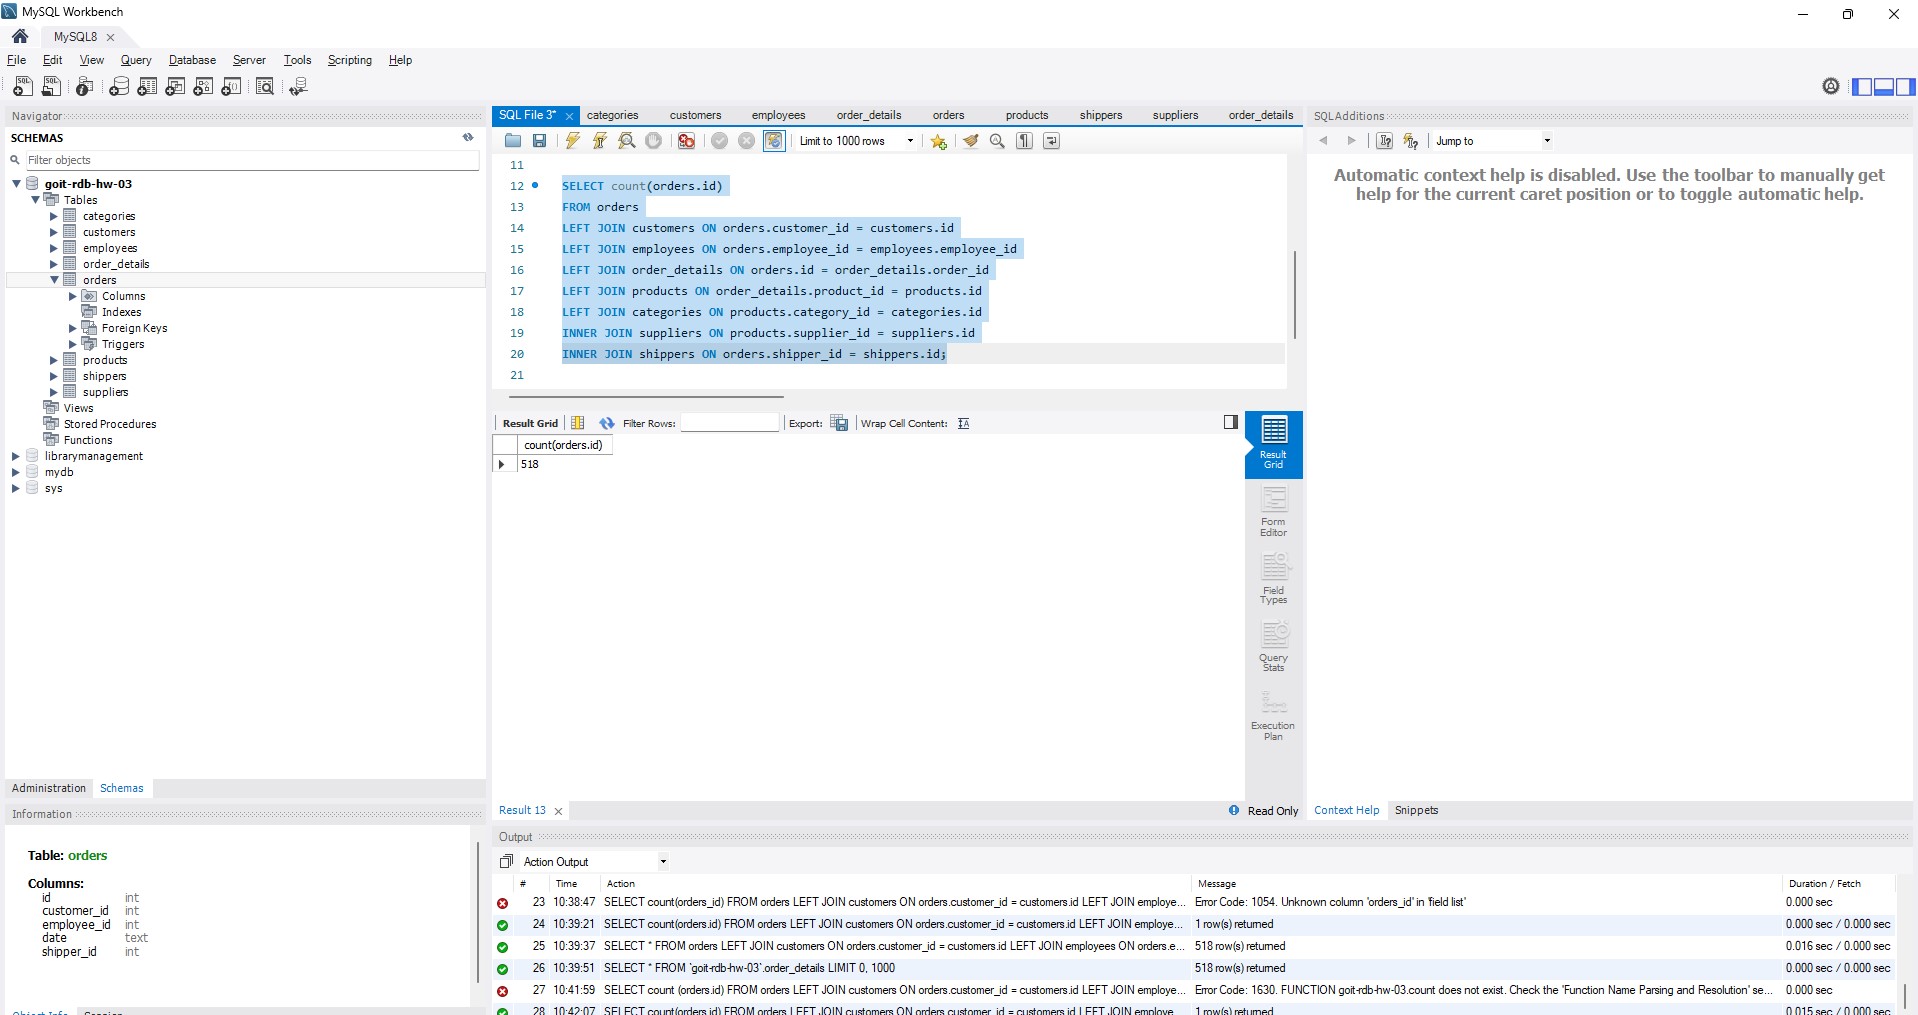 MySQL Workbench
MySQL8
File Edit View Query Database Server Tools Scripting Help
Navigator
SCHEMAS
Filter objects
goit-rdb-hw-03
Tables
categories
customers
employees
order_details
orders
Columns
Indexes
Foreign Keys
Triggers
products
shippers
suppliers
Views
Stored Procedures
Functions
librarymanagement
mydb
sys
Administration Schemas
Information
Table: orders
Columns:
id int
customer_id int
employee_id int
date text
shipper_id int
SQL File 3* categories customers employees order_details orders products shippers suppliers order_details
Limit to 1000 rows
11
12 SELECT count(orders.id)
13 FROM orders
14 LEFT JOIN customers ON orders.customer_id = customers.id
15 LEFT JOIN employees ON orders.employee_id = employees.employee_id
16 LEFT JOIN order_details ON orders.id = order_details.order_id
17 LEFT JOIN products ON order_details.product_id = products.id
18 LEFT JOIN categories ON products.category_id = categories.id
19 INNER JOIN suppliers ON products.supplier_id = suppliers.id
20 INNER JOIN shippers ON orders.shipper_id = shippers.id;
21
Result Grid Filter Rows: Export: Wrap Cell Content:
count(orders.id)
518
Result Grid
Form Editor
Field Types
Query Stats
Execution Plan
Result 13 Read Only
SQLAdditions
Jump to
Automatic context help is disabled. Use the toolbar to manually get
help for the current caret position or to toggle automatic help.
Context Help Snippets
Output
Action Output
# Time Action Message Duration / Fetch
23 10:38:47 SELECT count(orders_id) FROM orders LEFT JOIN customers ON orders.customer_id = customers.id LEFT JOIN employe... Error Code: 1054. Unknown column 'orders_id' in 'field list' 0.000 sec
24 10:39:21 SELECT count(orders.id) FROM orders LEFT JOIN customers ON orders.customer_id = customers.id LEFT JOIN employe... 1 row(s) returned 0.000 sec / 0.000 sec
25 10:39:37 SELECT * FROM orders LEFT JOIN customers ON orders.customer_id = customers.id LEFT JOIN employees ON orders.e... 518 row(s) returned 0.016 sec / 0.000 sec
26 10:39:51 SELECT * FROM `goit-rdb-hw-03`.order_details LIMIT 0, 1000 518 row(s) returned 0.000 sec / 0.000 sec
27 10:41:59 SELECT count (orders.id) FROM orders LEFT JOIN customers ON orders.customer_id = customers.id LEFT JOIN employe... Error Code: 1630. FUNCTION goit-rdb-hw-03.count does not exist. Check the 'Function Name Parsing and Resolution' se... 0.000 sec
28 10:42:07 SELECT count(orders.id) FROM orders LEFT JOIN customers ON orders.customer_id = customers.id LEFT JOIN employe... 1 row(s) returned 0.015 sec / 0.000 sec